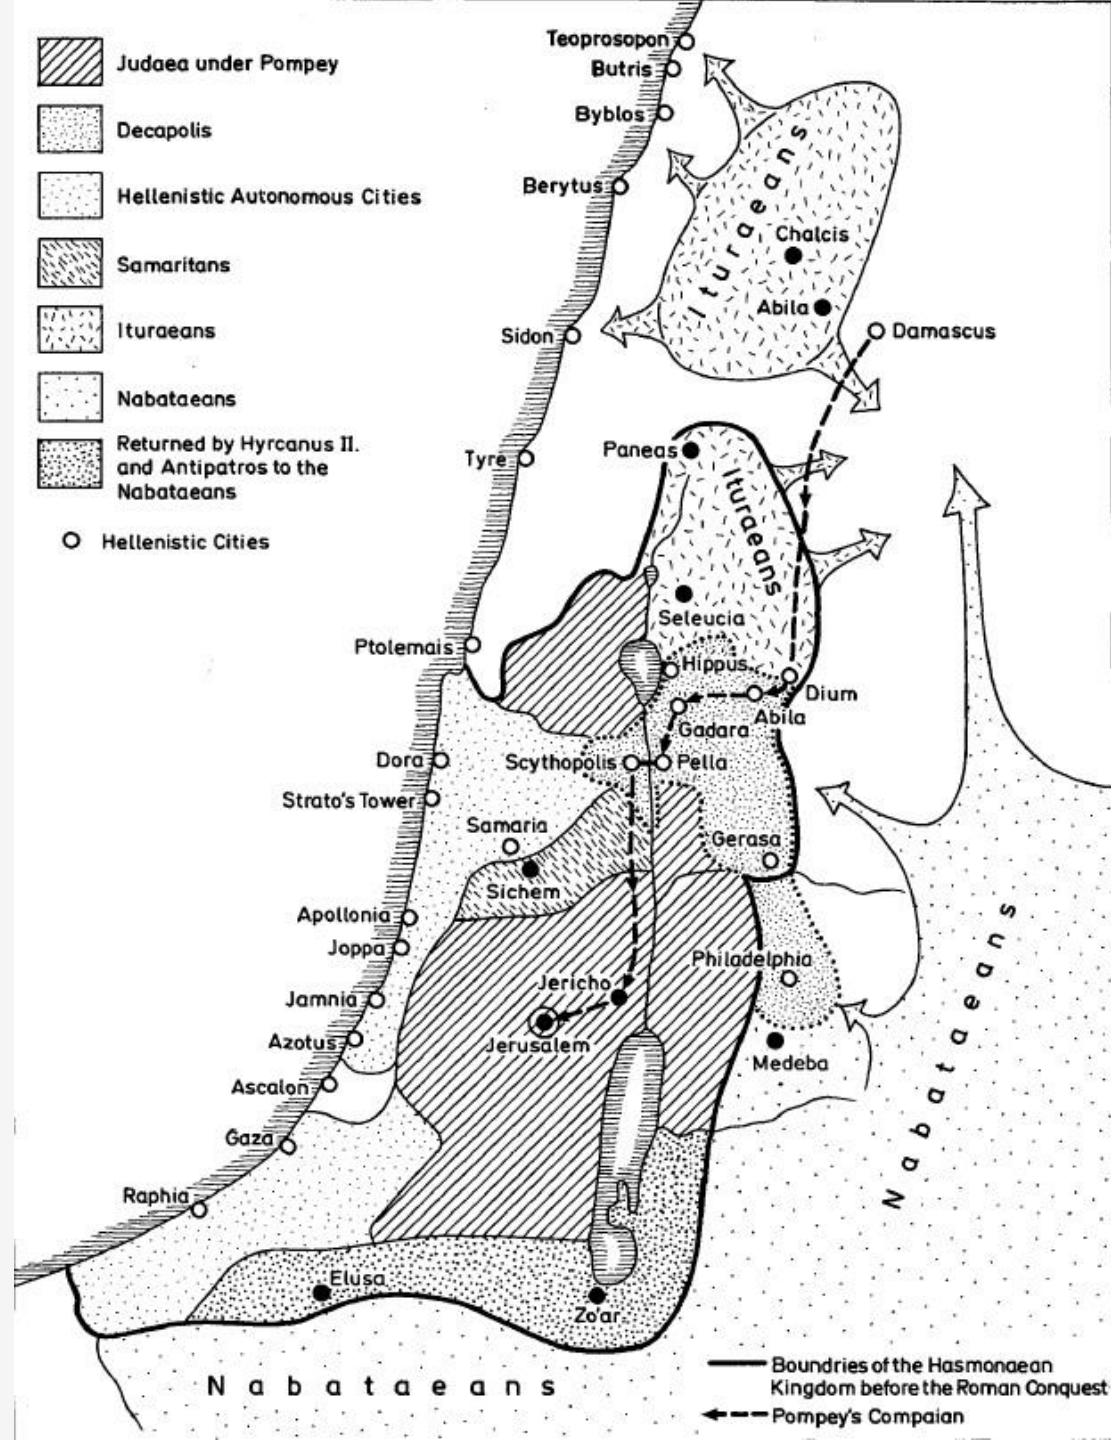 Judaea under Pompey
Decapolis
Hellenistic Autonomous Cities
Samaritans
Ituraeans
Nabataeans
Returned by Hyrcanus II.
and Antipatros to the
Nabataeans
Hellenistic Cities
Teoprosopon
Butris
Byblos
Berytus
Ituraeans
Chalcis
Abila
Sidon
Damascus
Tyre
Paneas
Ituraeans
Seleucia
Ptolemais
Hippus
Dium
Abila
Gadara
Dora
Scythopolis
Pella
Strato's Tower
Samaria
Gerasa
Sichem
Apollonia
Joppa
Philadelphia
Jericho
Jamnia
Azotus
Jerusalem
Medeba
Ascalon
Nabataeans
Gaza
Raphia
Elusa
Zoar
Nabataeans
Boundries of the Hasmonaean
Kingdom before the Roman Conquest
Pompey's Compaian